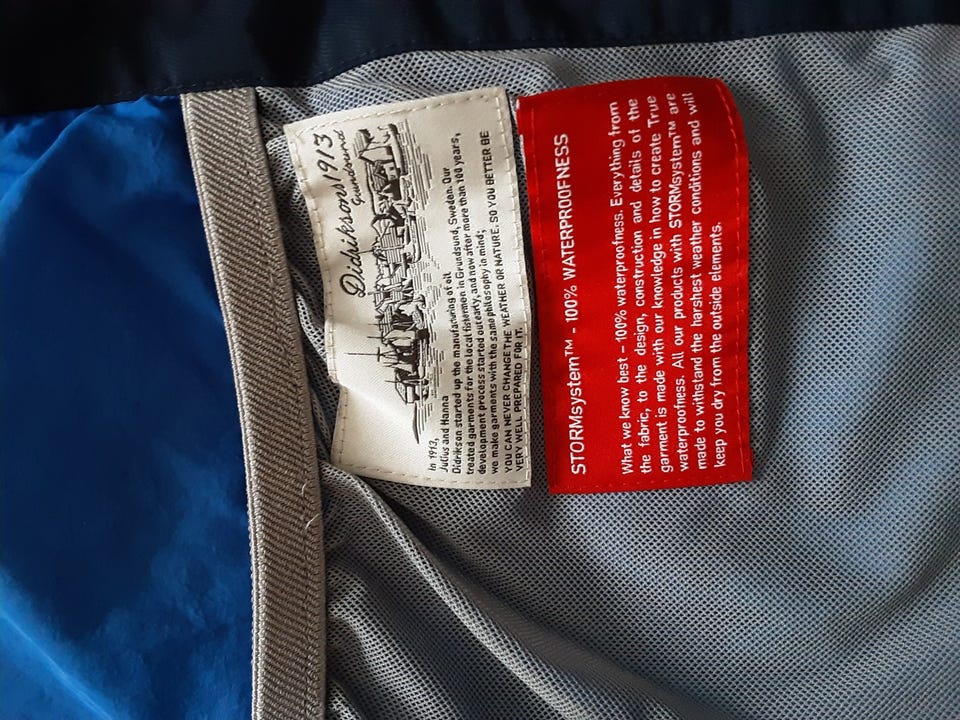 Didriksons1913
Grundsund
In 1913,
Julius and Hanna
Didrikson started up the manufacturing of oil
treated garments for the local fishermen in Grundsund, Sweden. Our
development process started out early, and now after more than 100 years,
we make garments with the same philosophy in mind;
YOU CAN NEVER CHANGE THE WEATHER OR NATURE. SO YOU BETTER BE
VERY WELL PREPARED FOR IT.
STORMsystem™ - 100% WATERPROOFNESS
What we know best – 100% waterproofness. Everything from
the fabric, to the design, construction and details of the
garment is made with our knowledge in how to create True
waterproofness. All our products with STORMsystem™ are
made to withstand the harshest weather conditions and will
keep you dry from the outside elements.